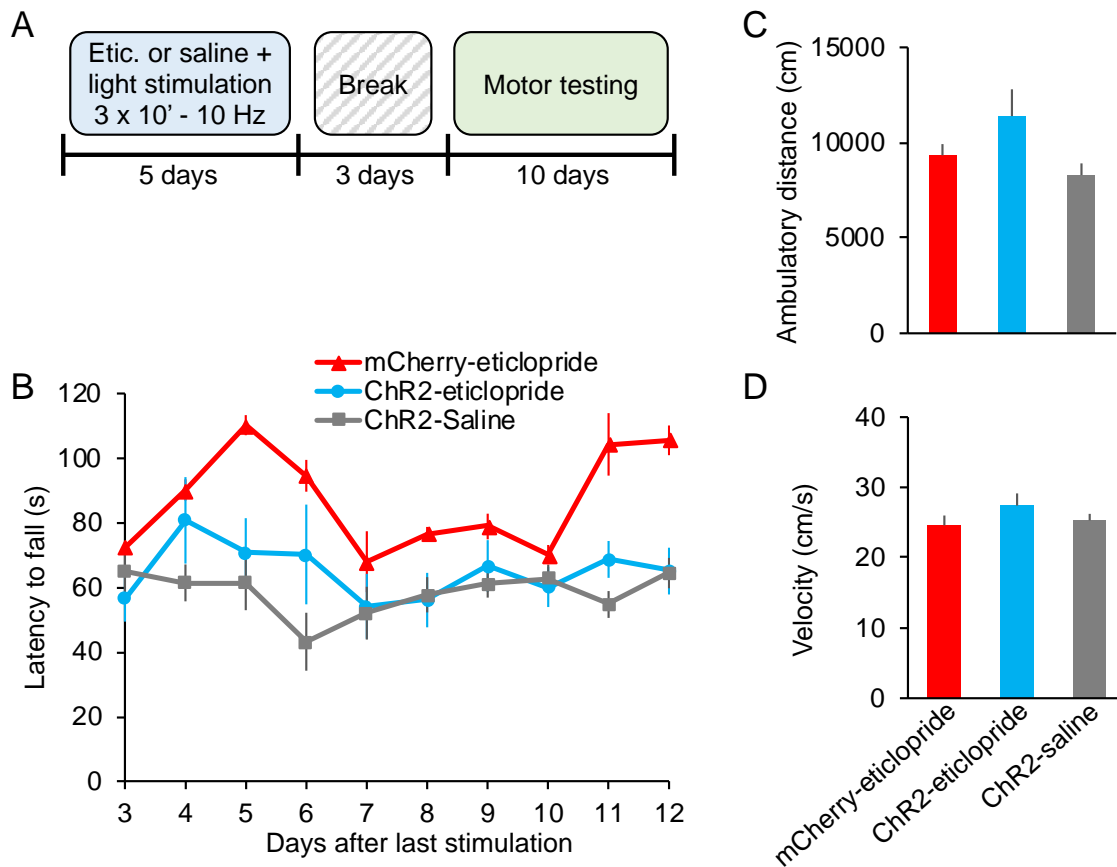 A
Etic. or saline +
light stimulation
3 x 10' - 10 Hz
Break
Motor testing
5 days
3 days
10 days
B
mCherry-eticlopride
ChR2-eticlopride
ChR2-Saline
Latency to fall (s)
120
100
80
60
40
20
0
3 4 5 6 7 8 9 10 11 12
Days after last stimulation
C
Ambulatory distance (cm)
15000
10000
5000
0
D
Velocity (cm/s)
40
30
20
10
0
mCherry-eticlopride
ChR2-eticlopride
ChR2-saline